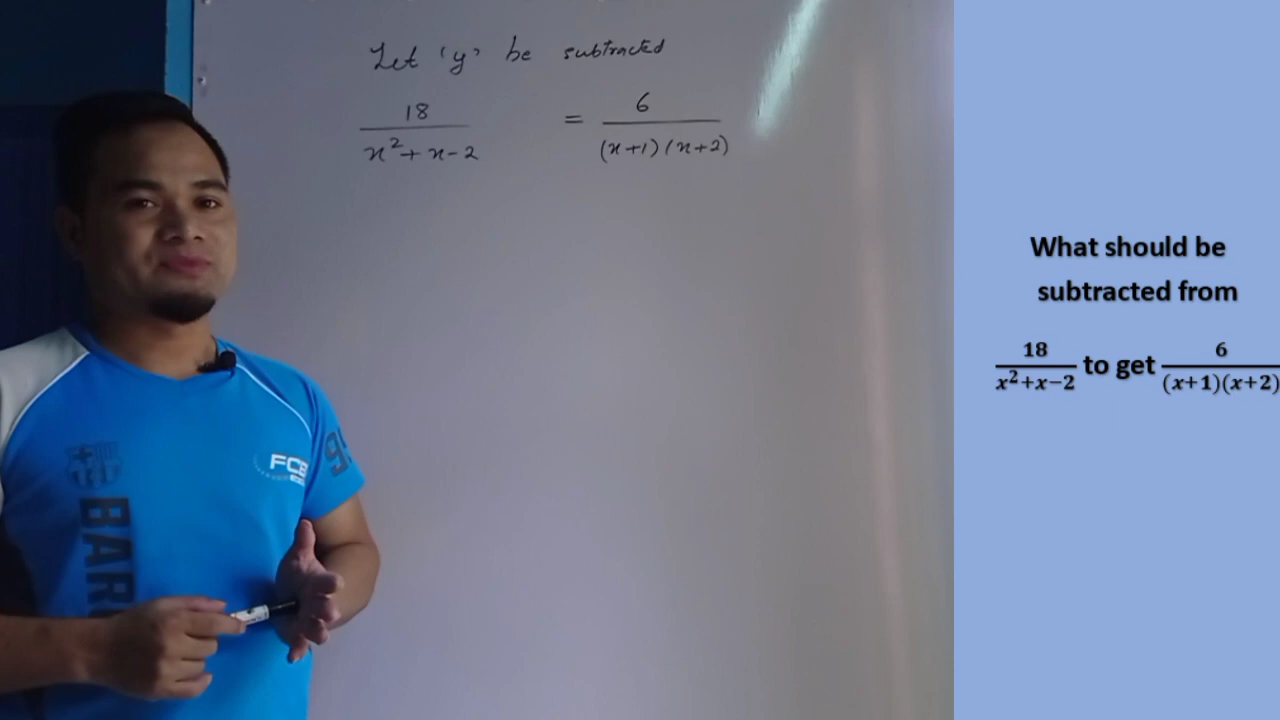 Let 'y' be subtracted
18 / x²+x-2 = 6 / (x+1)(x+2)
What should be
subtracted from
18 / x²+x−2 to get 6 / (x+1)(x+2)
FCB
BAR